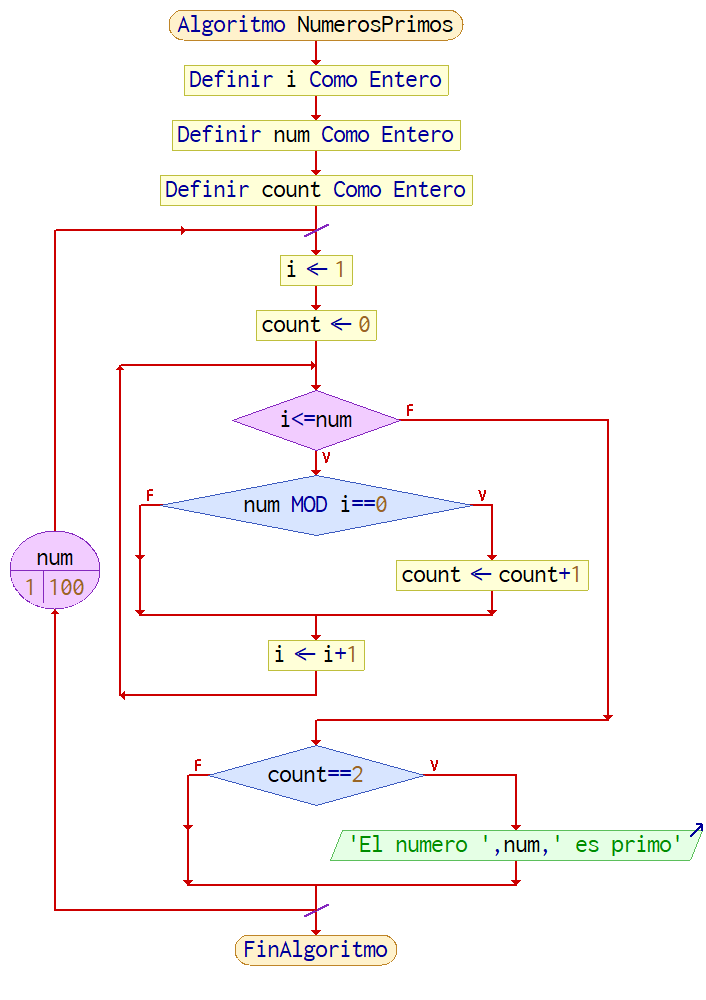 Algoritmo NumerosPrimos
Definir i Como Entero
Definir num Como Entero
Definir count Como Entero
i ← 1
count ← 0
i<=num
F
V
num MOD i==0
F
V
count ← count+1
num
1 100
i ← i+1
count==2
F
V
'El numero ',num,' es primo'
FinAlgoritmo